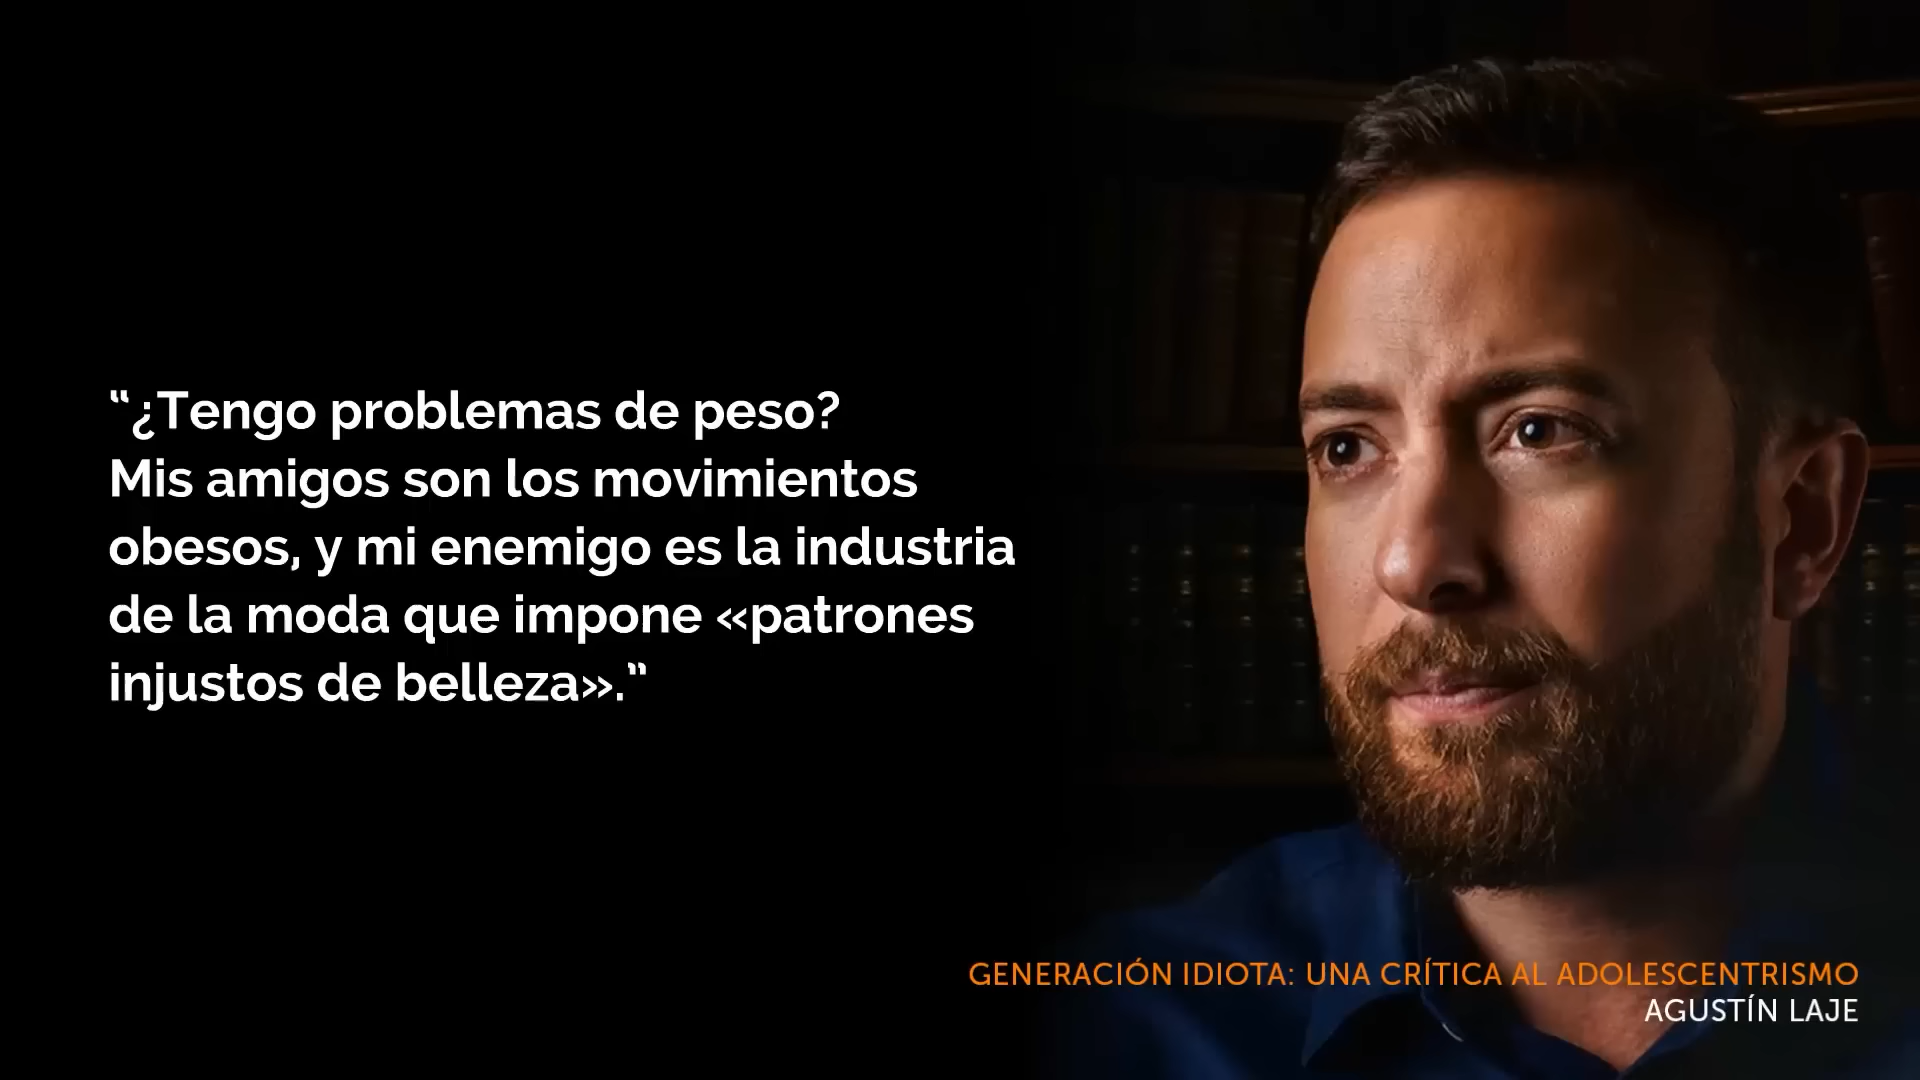 “¿Tengo problemas de peso?
Mis amigos son los movimientos
obesos, y mi enemigo es la industria
de la moda que impone «patrones
injustos de belleza».”
GENERACIÓN IDIOTA: UNA CRÍTICA AL ADOLESCENTRISMO
AGUSTÍN LAJE